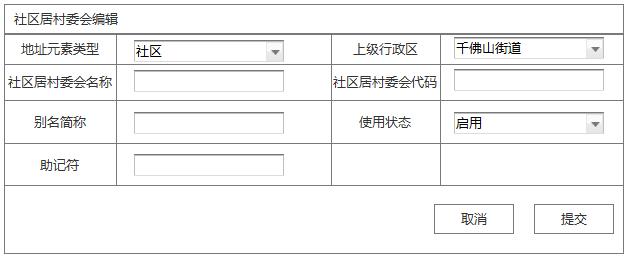 社区居村委会编辑
地址元素类型 社区 上级行政区 千佛山街道
社区居村委会名称 社区居村委会代码
别名简称 使用状态 启用
助记符
取消 提交